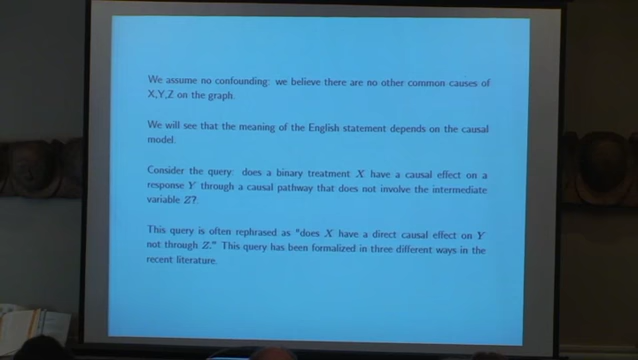 We assume no confounding: we believe there are no other common causes of
X,Y,Z on the graph.
We will see that the meaning of the English statement depends on the causal
model.
Consider the query: does a binary treatment X have a causal effect on a
response Y through a causal pathway that does not involve the intermediate
variable Z?.
This query is often rephrased as "does X have a direct causal effect on Y
not through Z." This query has been formalized in three different ways in the
recent literature.